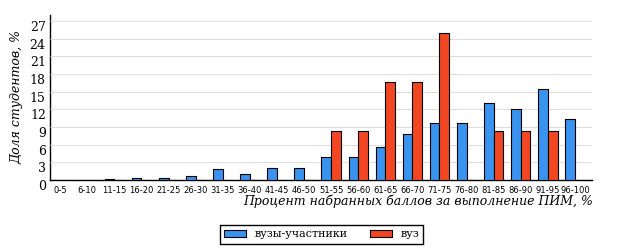 Доля студентов, %
27
24
21
18
15
12
9
6
3
0
0-5 6-10 11-15 16-20 21-25 26-30 31-35 36-40 41-45 46-50 51-55 56-60 61-65 66-70 71-75 76-80 81-85 86-90 91-95 96-100
Процент набранных баллов за выполнение ПИМ, %
вузы-участники вуз